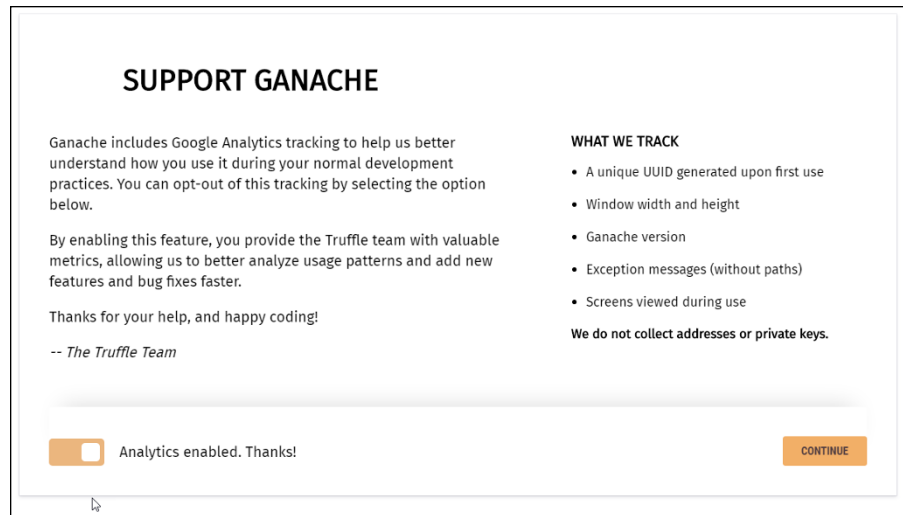 SUPPORT GANACHE
Ganache includes Google Analytics tracking to help us better
understand how you use it during your normal development
practices. You can opt-out of this tracking by selecting the option
below.
By enabling this feature, you provide the Truffle team with valuable
metrics, allowing us to better analyze usage patterns and add new
features and bug fixes faster.
Thanks for your help, and happy coding!
-- The Truffle Team
WHAT WE TRACK
• A unique UUID generated upon first use
• Window width and height
• Ganache version
• Exception messages (without paths)
• Screens viewed during use
We do not collect addresses or private keys.
Analytics enabled. Thanks!
CONTINUE